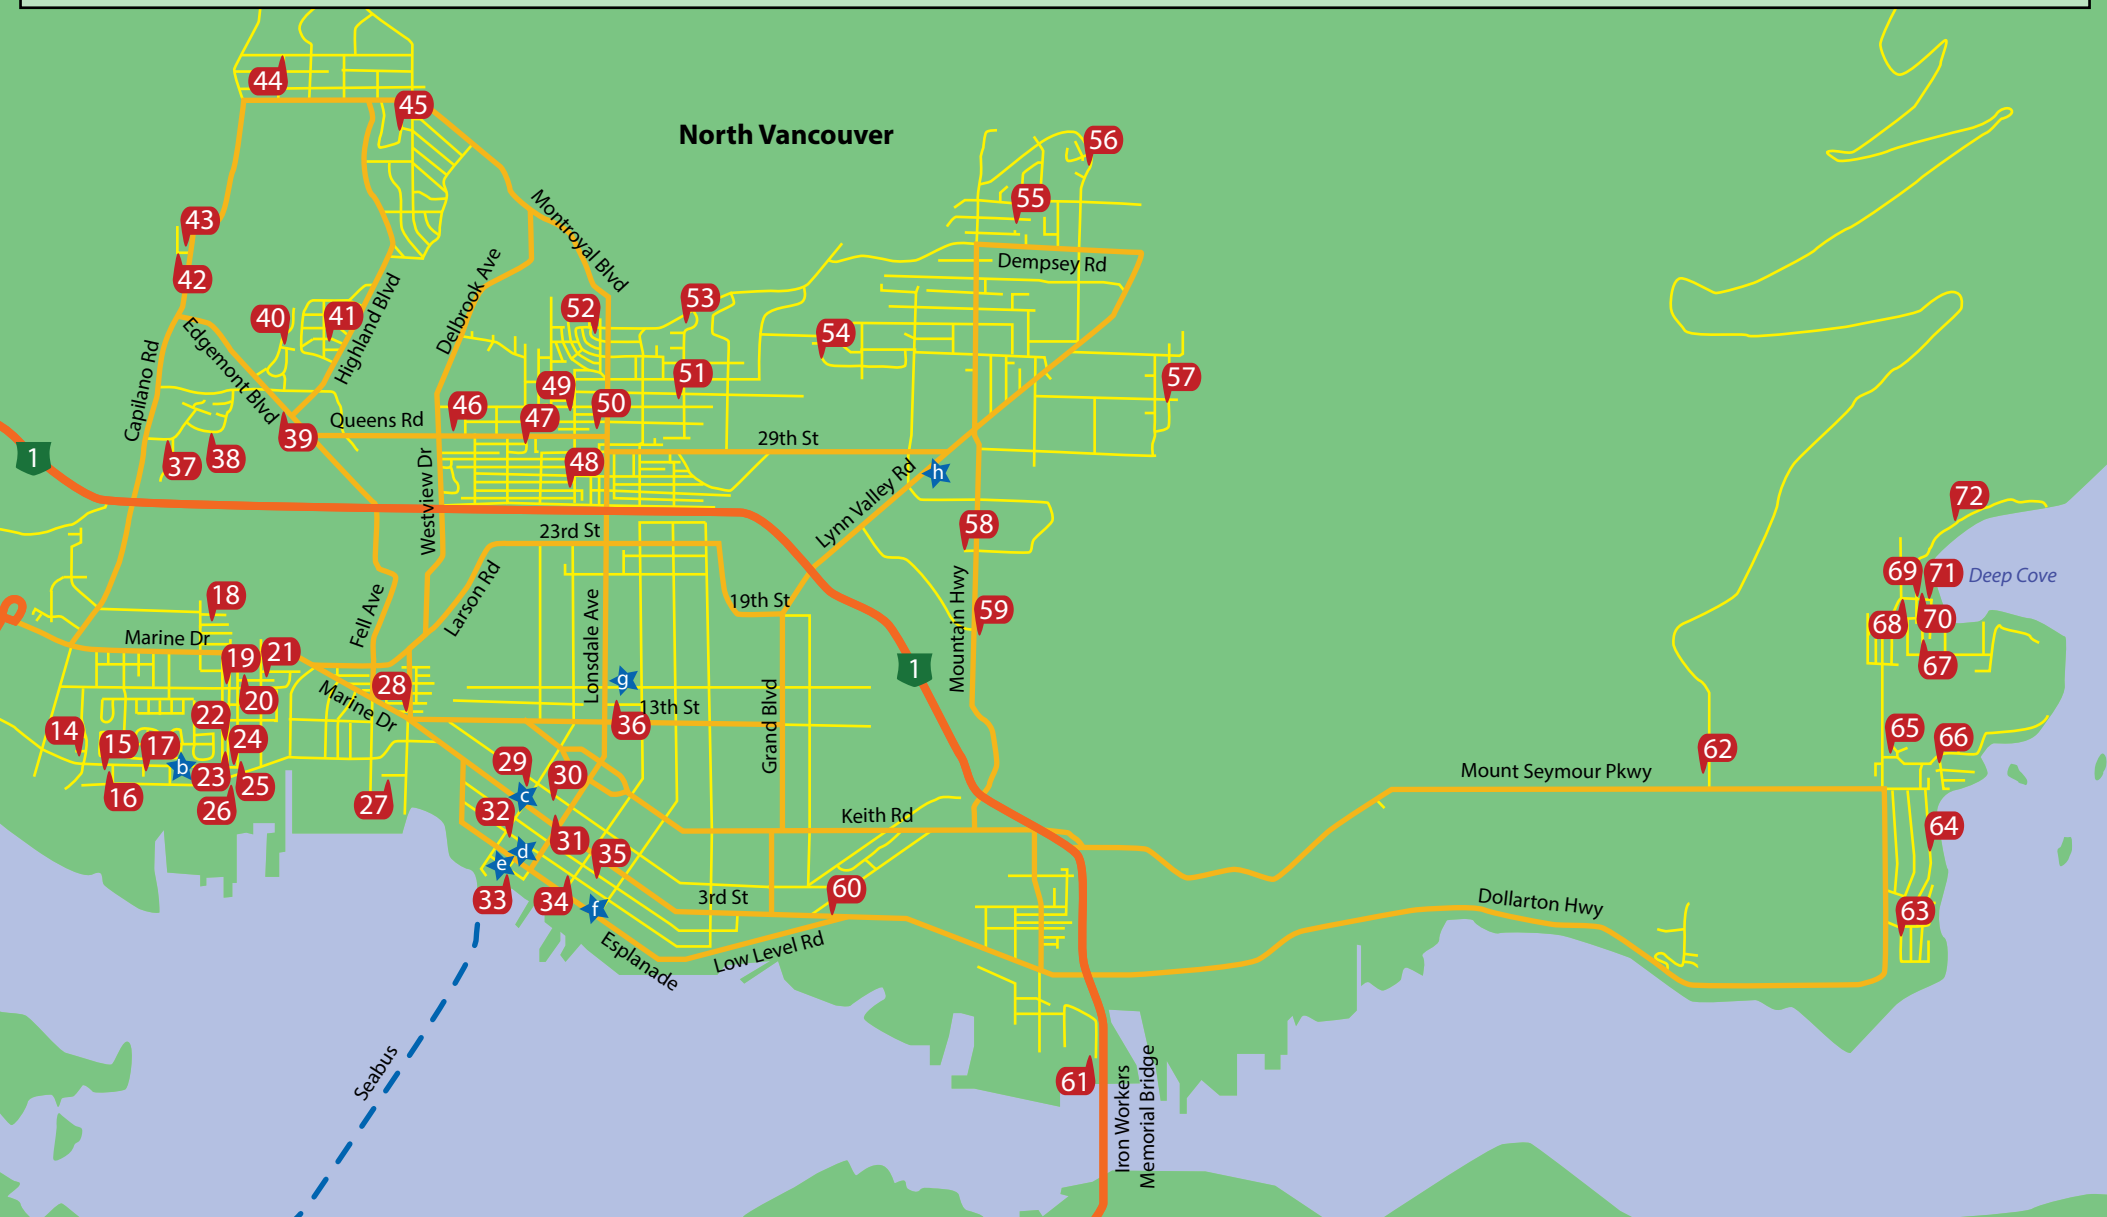 44
45
North Vancouver
56
55
43
Montroyal Blvd
Dempsey Rd
42
Delbrook Ave
Highland Blvd
53
52
40
41
54
Edgemont Blvd
Capilano Rd
51
57
49
50
46
47
Queens Rd
39
29th St
1
37
38
48
h
Westview Dr
Lynn Valley Rd
72
58
23rd St
69
71
Deep Cove
18
Fell Ave
Larson Rd
Lonsdale Ave
19th St
59
Mountain Hwy
68
70
Marine Dr
19
21
67
1
28
g
20
Marine Dr
13th St
36
Grand Blvd
22
14
15
17
24
65
66
62
b
23
29
30
Mount Seymour Pkwy
25
16
26
27
c
32
Keith Rd
64
31
d
35
e
60
33
34
f
3rd St
Dollarton Hwy
63
Esplanade
Low Level Rd
Seabus
61
Iron Workers
Memorial Bridge